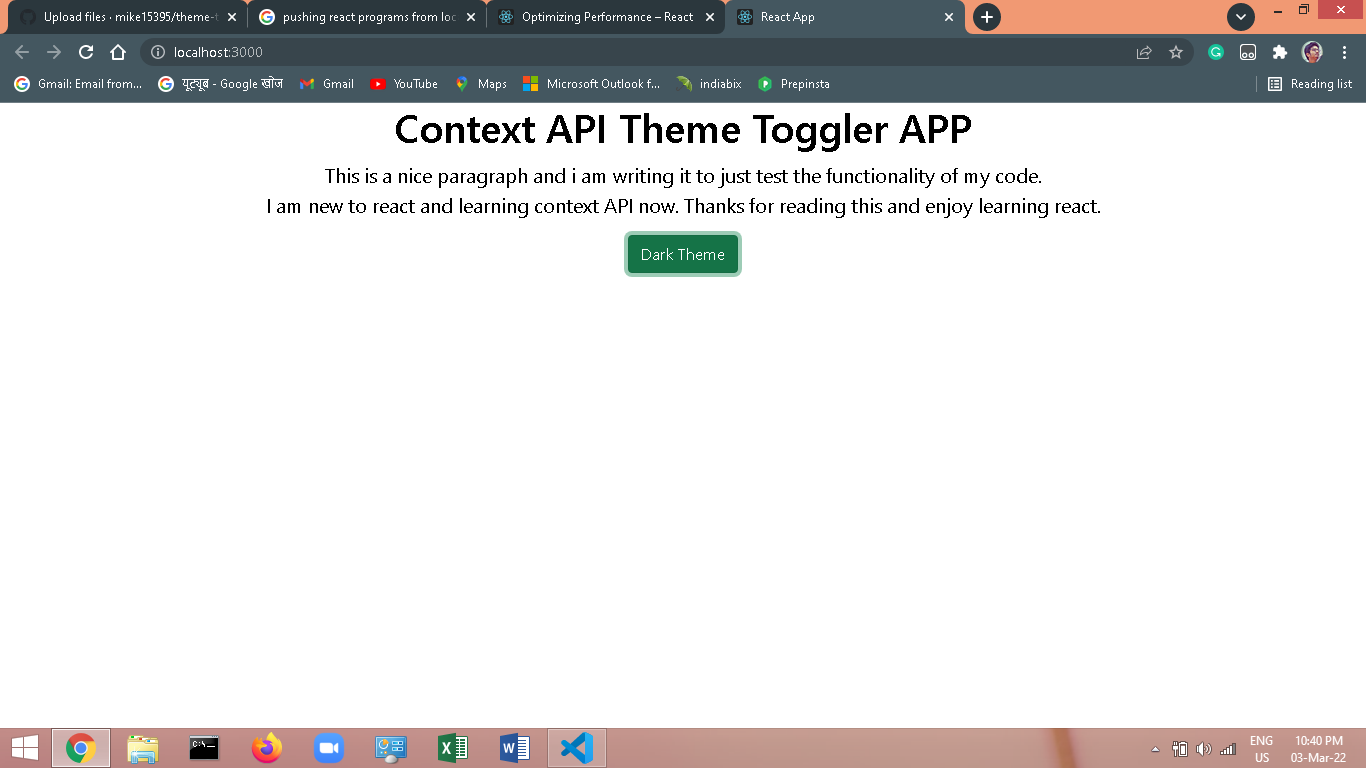 Upload files · mike15395/theme-t
pushing react programs from loc
Optimizing Performance – React
React App
localhost:3000
Gmail: Email from...
यूट्यूब - Google खोज
Gmail
YouTube
Maps
Microsoft Outlook f...
indiabix
Prepinsta
Reading list
Context API Theme Toggler APP
This is a nice paragraph and i am writing it to just test the functionality of my code.
I am new to react and learning context API now. Thanks for reading this and enjoy learning react.
Dark Theme
ENG
US
10:40 PM
03-Mar-22